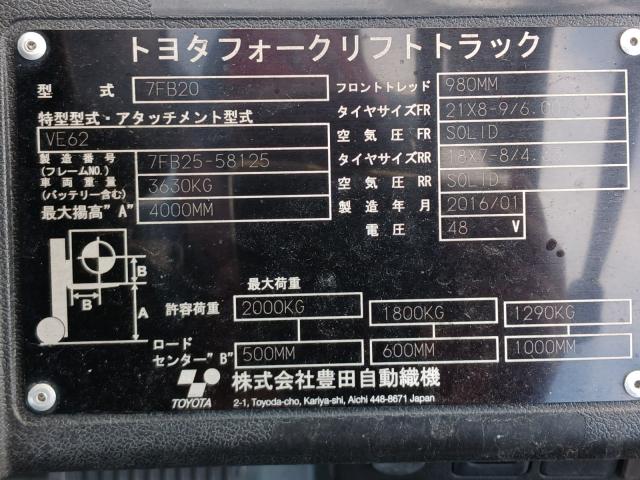 トヨタフォークリフトトラック
型式 7FB20
フロントトレッド 980MM
特型型式・アタッチメント型式
VE62
タイヤサイズFR 21X8-9/6.00
空気圧FR SOLID
製造番号 (フレームNO.) 7FB25-58125
タイヤサイズRR 18X7-8/4.
車両重量 (バッテリー含む) 3630KG
空気圧RR SOLID
最大揚高"A" 4000MM
製造年月 2016/01
電圧 48 V
B
B
A
最大荷重
許容荷重 2000KG 1800KG 1290KG
ロード
センター"B" 500MM 600MM 1000MM
TOYOTA
株式会社豊田自動織機
2-1, Toyoda-cho, Kariya-shi, Aichi 448-8671 Japan